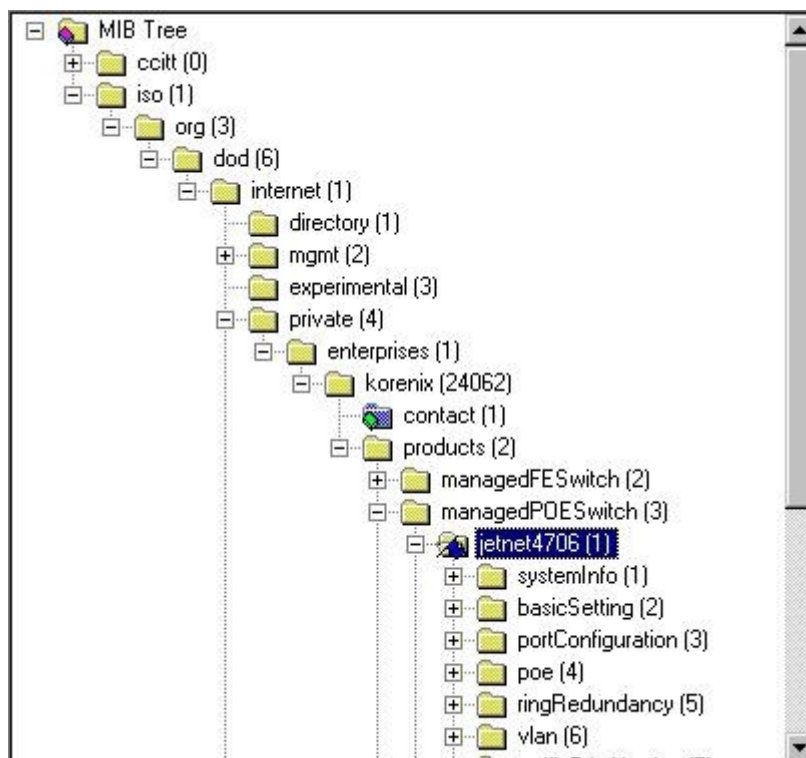 MIB Tree
ccitt (0)
iso (1)
org (3)
dod (6)
internet (1)
directory (1)
mgmt (2)
experimental (3)
private (4)
enterprises (1)
korenix (24062)
contact (1)
products (2)
managedFESwitch (2)
managedPOESwitch (3)
jetnet4706 (1)
systemInfo (1)
basicSetting (2)
portConfiguration (3)
poe (4)
ringRedundancy (5)
vlan (6)